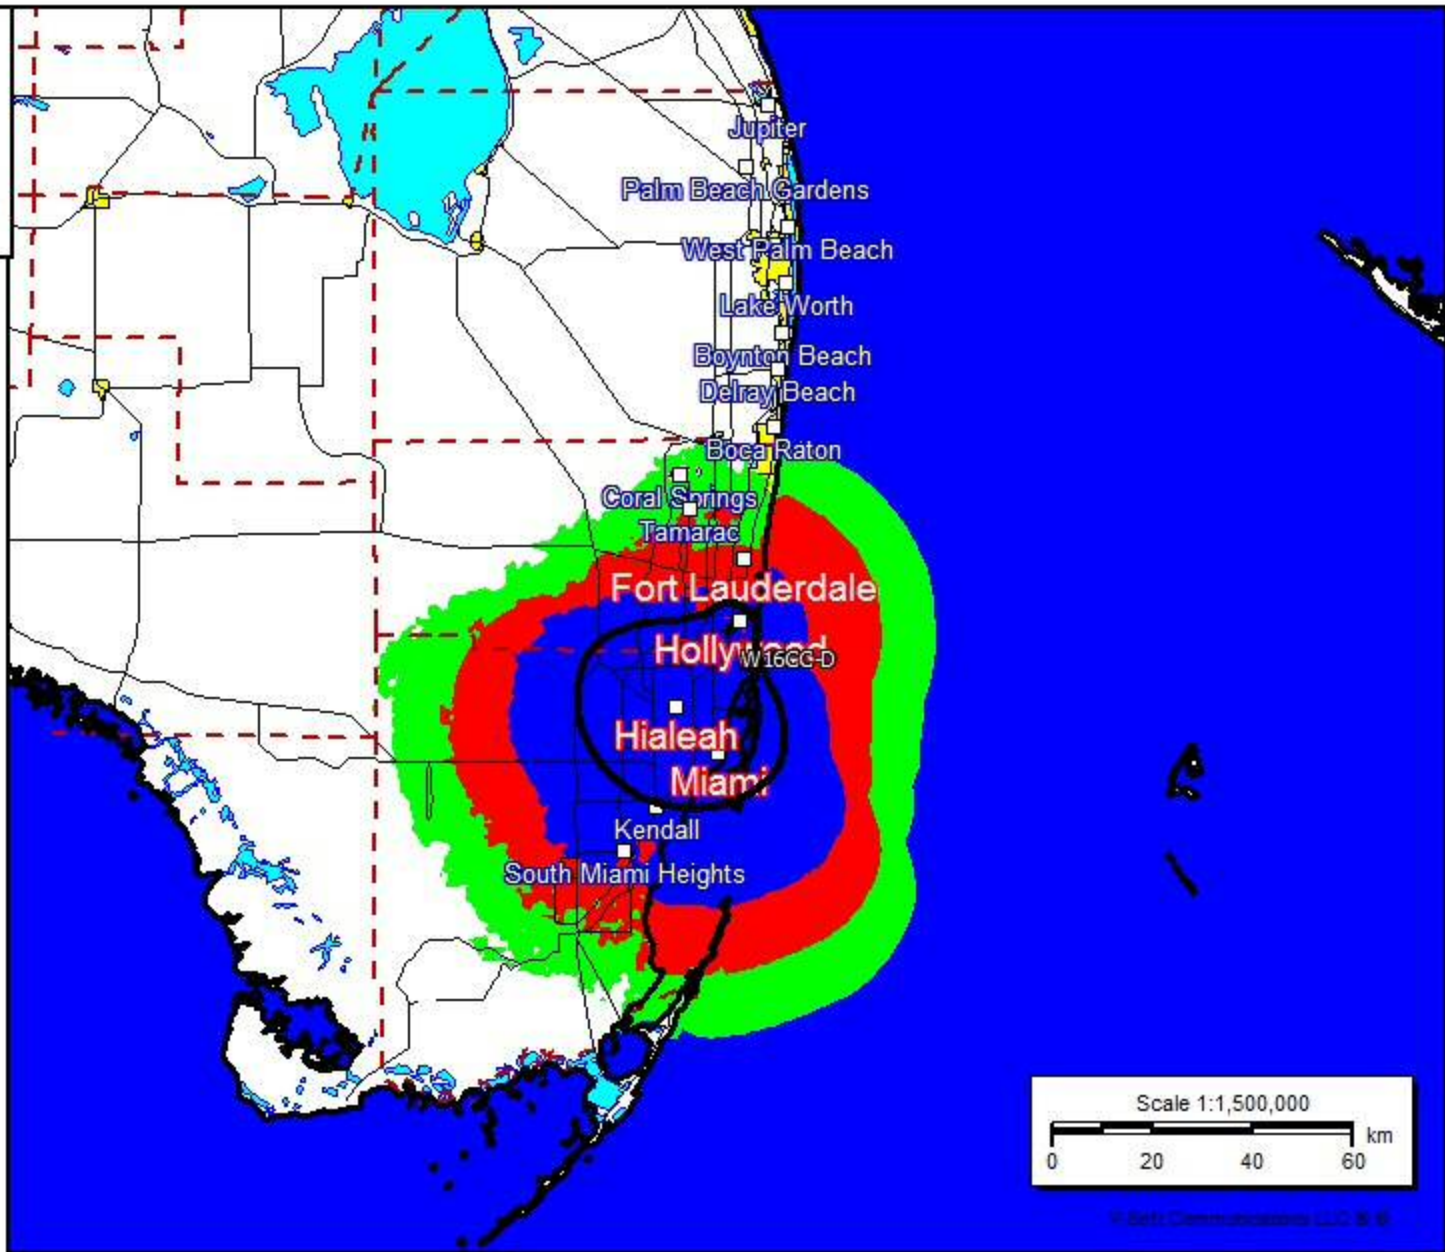 Jupiter
Palm Beach Gardens
West Palm Beach
Lake Worth
Boynton Beach
Delray Beach
Boca Raton
Coral Springs
Tamarac
Fort Lauderdale
Hollywood
W16CC-D
Hialeah
Miami
Kendall
South Miami Heights
Scale 1:1,500,000
km
0 20 40 60
Communications LLC